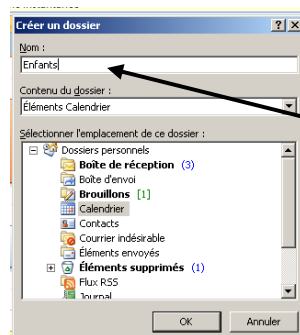 Créer un dossier
Nom :
Enfants
Contenu du dossier :
Éléments Calendrier
Sélectionner l'emplacement de ce dossier :
Dossiers personnels
Boîte de réception (3)
Boîte d'envoi
Brouillons [1]
Calendrier
Contacts
Courrier indésirable
Éléments envoyés
Éléments supprimés (1)
Flux RSS
Journal
OK
Annuler